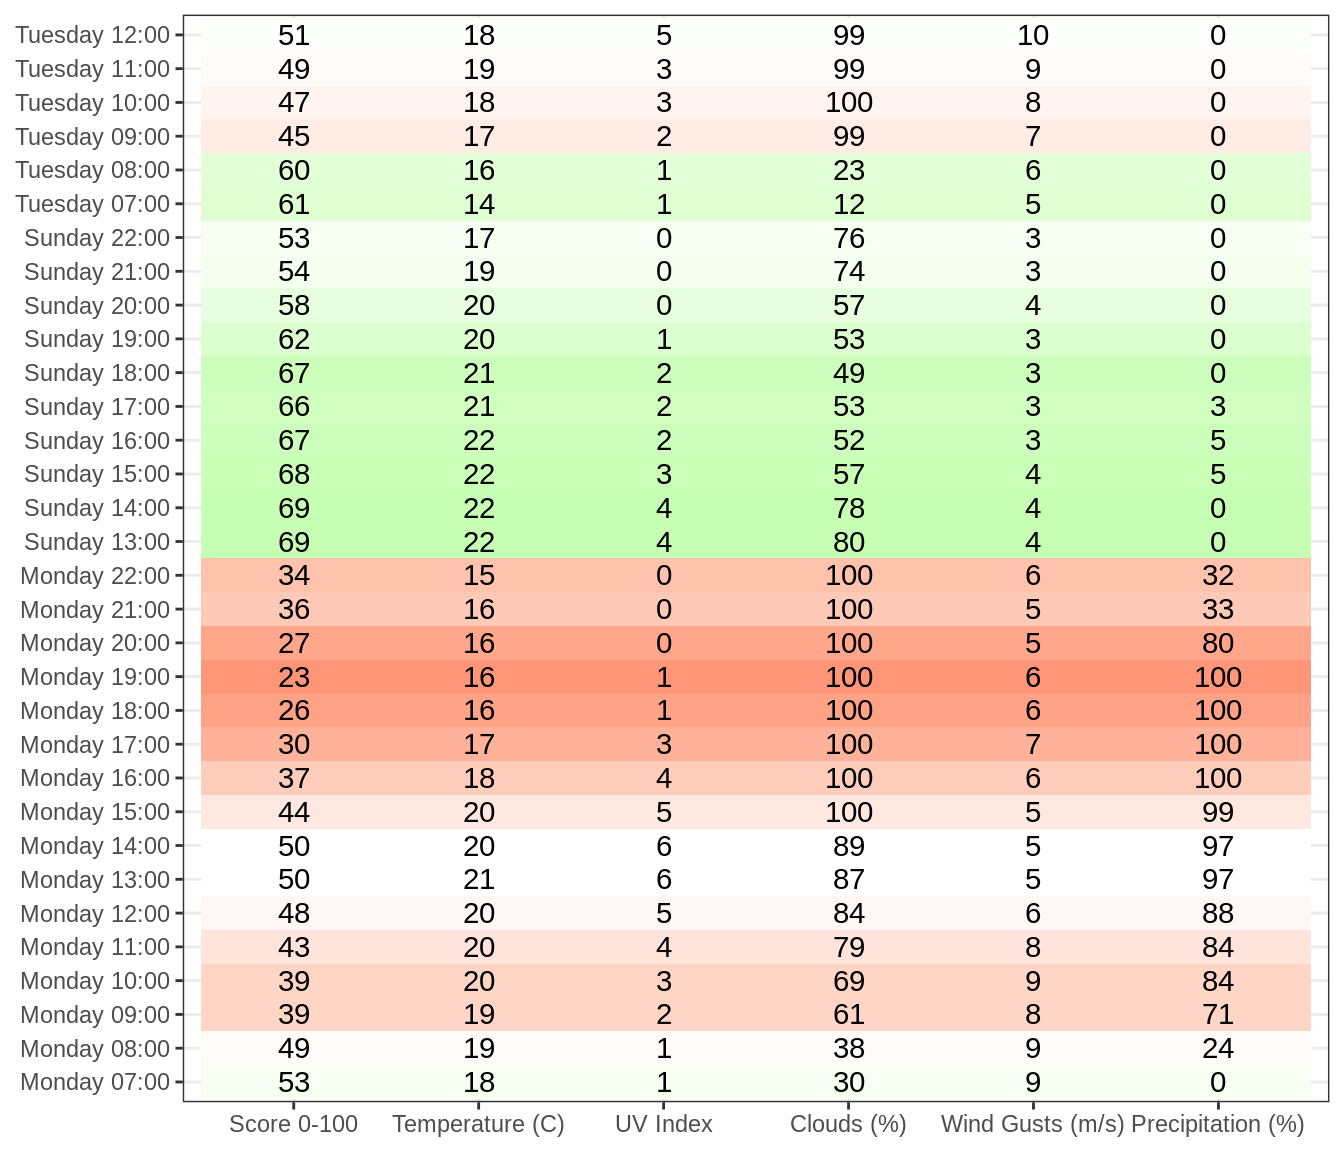 Tuesday 12:00 51 18 5 99 10 0
Tuesday 11:00 49 19 3 99 9 0
Tuesday 10:00 47 18 3 100 8 0
Tuesday 09:00 45 17 2 99 7 0
Tuesday 08:00 60 16 1 23 6 0
Tuesday 07:00 61 14 1 12 5 0
Sunday 22:00 53 17 0 76 3 0
Sunday 21:00 54 19 0 74 3 0
Sunday 20:00 58 20 0 57 4 0
Sunday 19:00 62 20 1 53 3 0
Sunday 18:00 67 21 2 49 3 0
Sunday 17:00 66 21 2 53 3 3
Sunday 16:00 67 22 2 52 3 5
Sunday 15:00 68 22 3 57 4 5
Sunday 14:00 69 22 4 78 4 0
Sunday 13:00 69 22 4 80 4 0
Monday 22:00 34 15 0 100 6 32
Monday 21:00 36 16 0 100 5 33
Monday 20:00 27 16 0 100 5 80
Monday 19:00 23 16 1 100 6 100
Monday 18:00 26 16 1 100 6 100
Monday 17:00 30 17 3 100 7 100
Monday 16:00 37 18 4 100 6 100
Monday 15:00 44 20 5 100 5 99
Monday 14:00 50 20 6 89 5 97
Monday 13:00 50 21 6 87 5 97
Monday 12:00 48 20 5 84 6 88
Monday 11:00 43 20 4 79 8 84
Monday 10:00 39 20 3 69 9 84
Monday 09:00 39 19 2 61 8 71
Monday 08:00 49 19 1 38 9 24
Monday 07:00 53 18 1 30 9 0
Score 0-100 Temperature (C) UV Index Clouds (%) Wind Gusts (m/s) Precipitation (%)